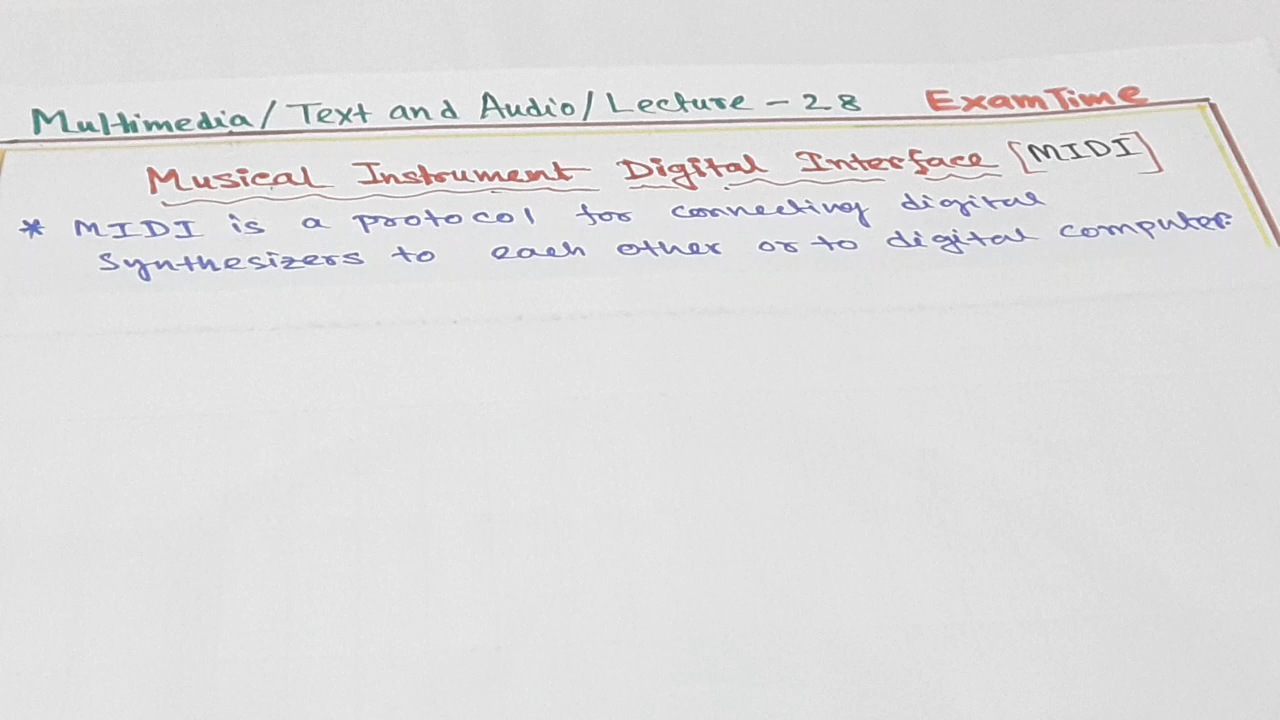 Multimedia/ Text and Audio/ Lecture - 28 ExamTime
Musical Instrument Digital Interface [MIDI]
* MIDI is a protocol for connecting digital
synthesizers to each other or to digital computer.